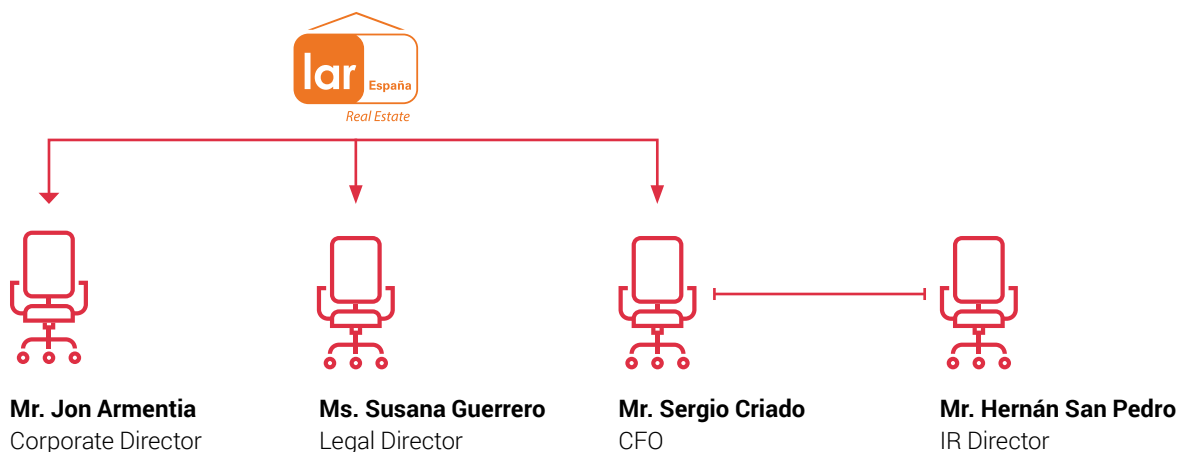 lar
España
Real Estate
Mr. Jon Armentia
Corporate Director
Ms. Susana Guerrero
Legal Director
Mr. Sergio Criado
CFO
Mr. Hernán San Pedro
IR Director